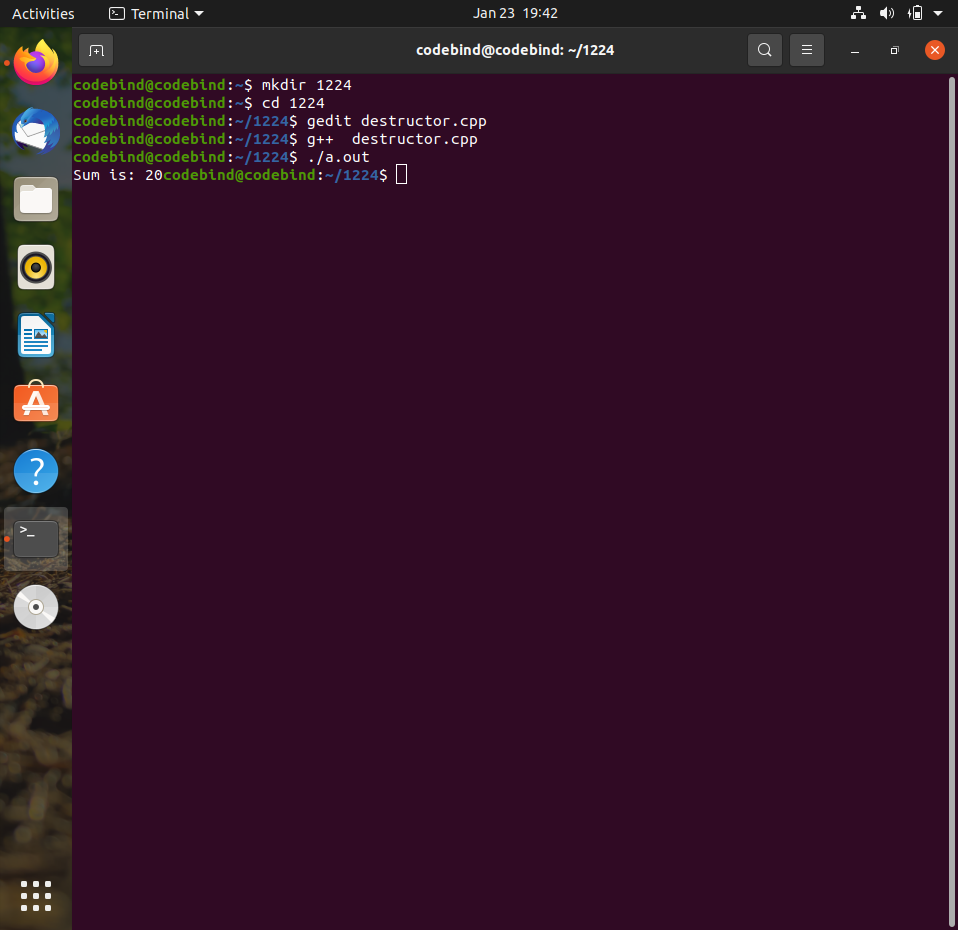 Activities Terminal Jan 23 19:42
codebind@codebind: ~/1224
codebind@codebind:~$ mkdir 1224
codebind@codebind:~$ cd 1224
codebind@codebind:~/1224$ gedit destructor.cpp
codebind@codebind:~/1224$ g++  destructor.cpp
codebind@codebind:~/1224$ ./a.out
Sum is: 20codebind@codebind:~/1224$